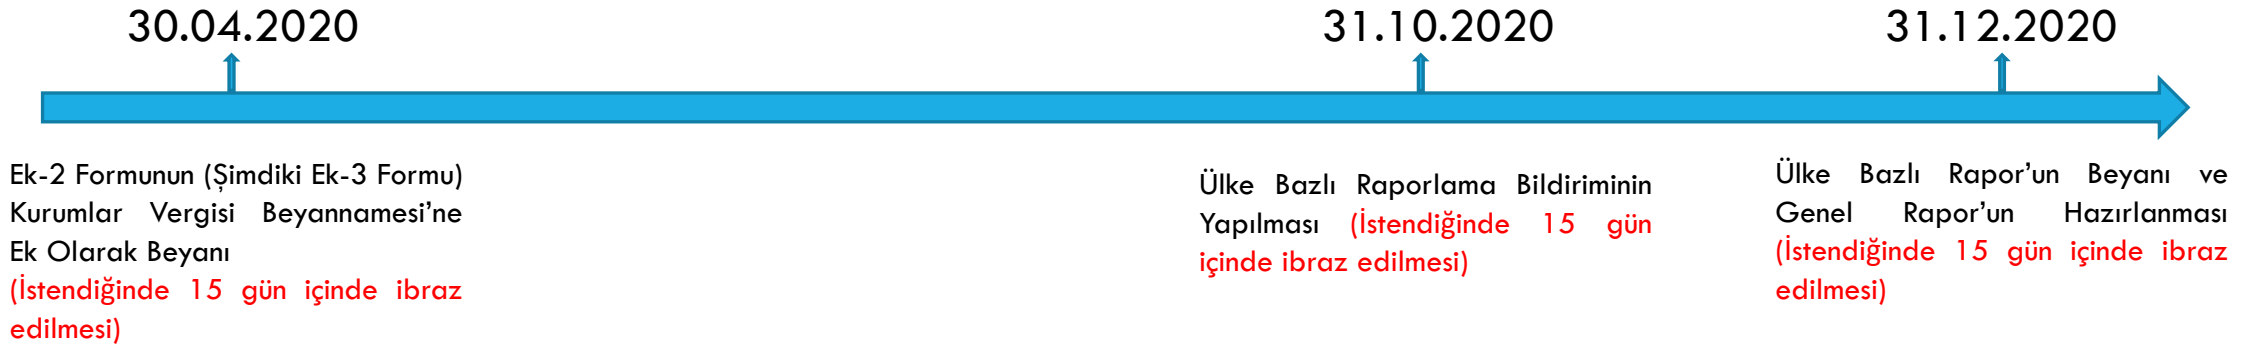 30.04.2020
31.10.2020
31.12.2020
Ek-2 Formunun (Şimdiki Ek-3 Formu)
Kurumlar Vergisi Beyannamesi’ne
Ek Olarak Beyanı
(İstendiğinde 15 gün içinde ibraz
edilmesi)
Ülke Bazlı Raporlama Bildiriminin
Yapılması (İstendiğinde 15 gün
içinde ibraz edilmesi)
Ülke Bazlı Rapor’un Beyanı ve
Genel Rapor’un Hazırlanması
(İstendiğinde 15 gün içinde ibraz
edilmesi)